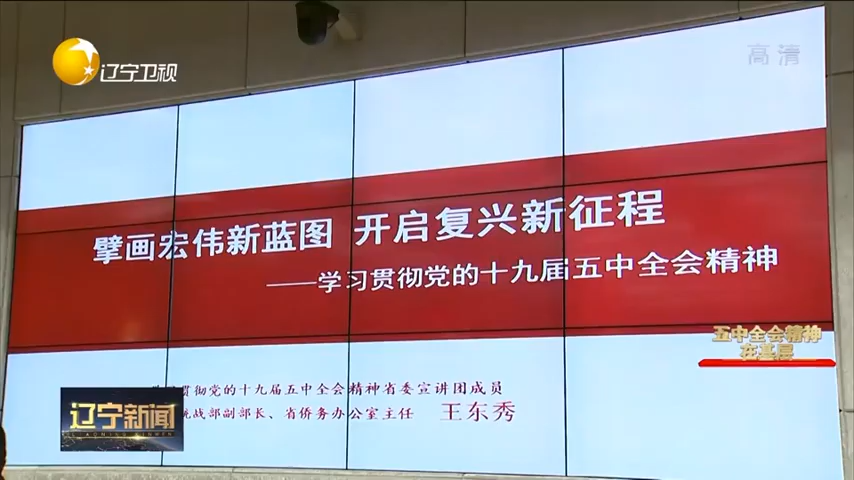 辽宁卫视
高清
擘画宏伟新蓝图 开启复兴新征程
——学习贯彻党的十九届五中全会精神
五中全会精神
在基层
贯彻党的十九届五中全会精神省委宣讲团成员
统战部副部长、省侨务办公室主任 王东秀
辽宁新闻
LIAONING XINWEN